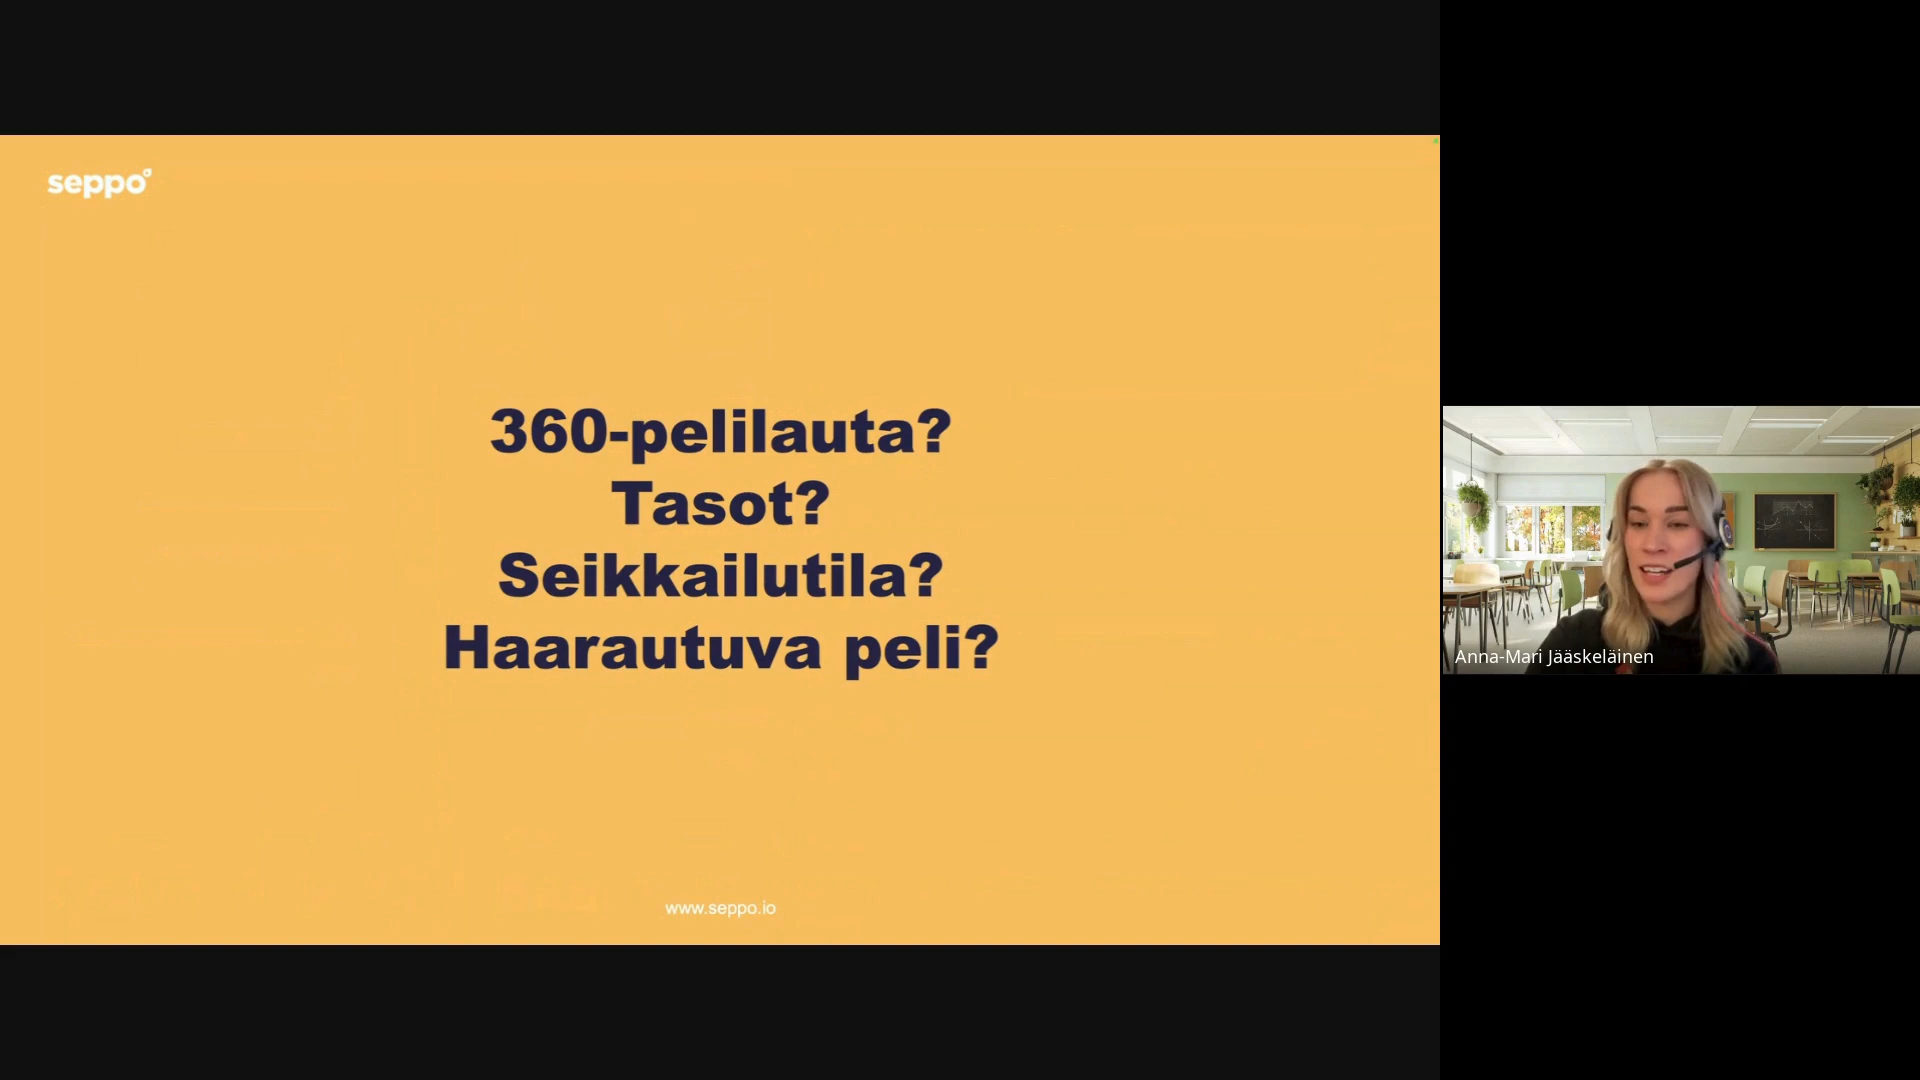 seppo
360-pelilauta?
Tasot?
Seikkailutila?
Haarautuva peli?
www.seppo.io
Anna-Mari Jääskeläinen